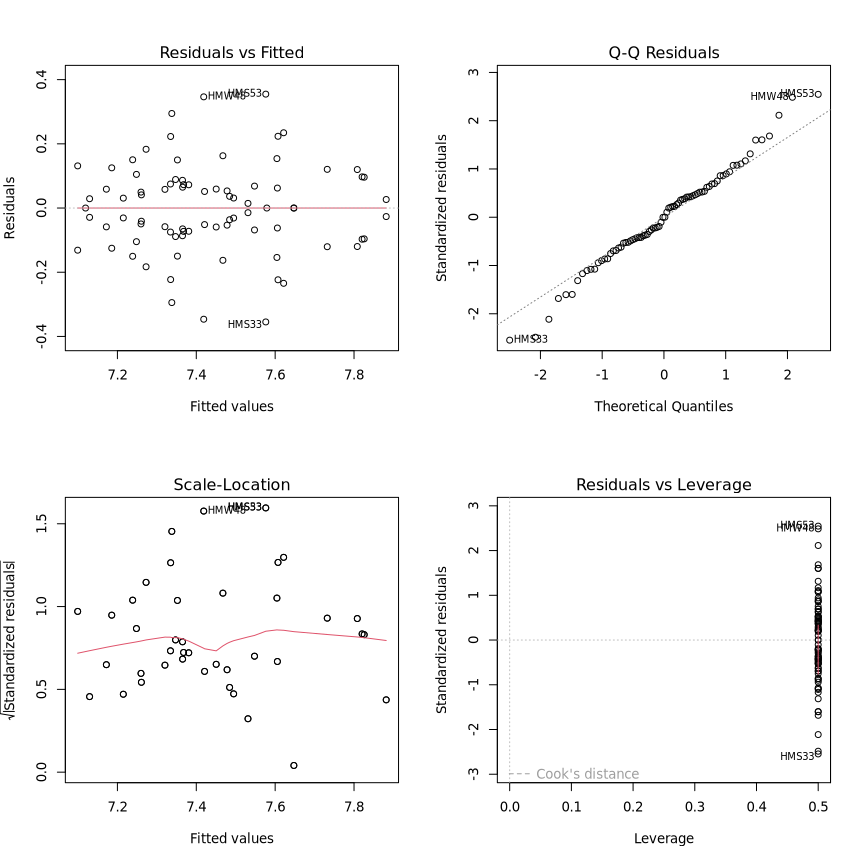 Residuals vs Fitted
Residuals
0.4
0.2
0.0
-0.2
-0.4
HMW48
HMS53
HMS33
7.2
7.4
7.6
7.8
Fitted values
Q-Q Residuals
Standardized residuals
3
2
1
0
-1
-2
HMW48
HMS53
HMS33
-2
-1
0
1
2
Theoretical Quantiles
Scale-Location
√|Standardized residuals|
1.5
1.0
0.5
0.0
HMW48
HMS33
7.2
7.4
7.6
7.8
Fitted values
Residuals vs Leverage
Standardized residuals
3
2
1
0
-1
-2
-3
HMS53
HMW48
HMS33
Cook's distance
0.0
0.1
0.2
0.3
0.4
0.5
Leverage